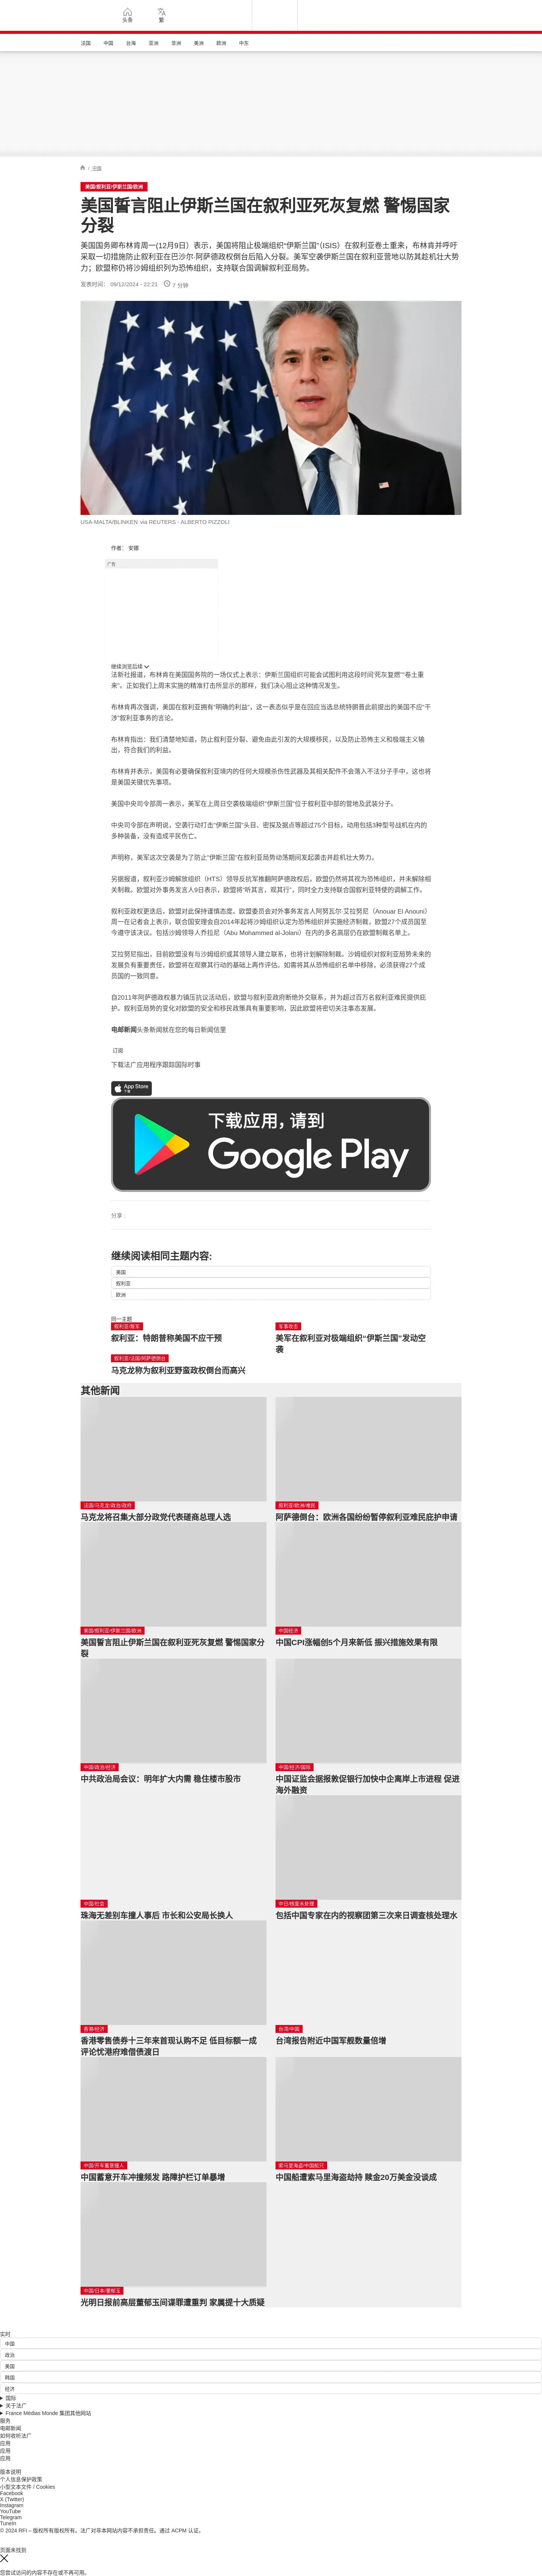 头条
繁
法国
中国
台海
亚洲
非洲
美洲
欧洲
中东
/ 中国
美国/叙利亚/伊斯兰国/欧洲
美国誓言阻止伊斯兰国在叙利亚死灰复燃 警惕国家
分裂
美国国务卿布林肯周一(12月9日）表示，美国将阻止极端组织“伊斯兰国”(ISIS）在叙利亚卷土重来，布林肯并呼吁
采取一切措施防止叙利亚在巴沙尔·阿萨德政权倒台后陷入分裂。美军空袭伊斯兰国在叙利亚营地以防其趁机壮大势
力；欧盟称仍将沙姆组织列为恐怖组织，支持联合国调解叙利亚局势。
发表时间： 09/12/2024 - 22:21
7 分钟
USA-MALTA/BLINKEN via REUTERS - ALBERTO PIZZOLI
作者： 安娜
广告
继续浏览后续
法新社报道，布林肯在美国国务院的一场仪式上表示：伊斯兰国组织可能会试图利用这段时间“死灰复燃”“卷土重
来”。正如我们上周末实施的精准打击所显示的那样，我们决心阻止这种情况发生。
布林肯再次强调，美国在叙利亚拥有“明确的利益”，这一表态似乎是在回应当选总统特朗普此前提出的美国不应“干
涉”叙利亚事务的言论。
布林肯指出：我们清楚地知道，防止叙利亚分裂、避免由此引发的大规模移民，以及防止恐怖主义和极端主义输
出，符合我们的利益。
布林肯并表示，美国有必要确保叙利亚境内的任何大规模杀伤性武器及其相关配件不会落入不法分子手中，这也将
是美国关键优先事项。
美国中央司令部周一表示，美军在上周日空袭极端组织“伊斯兰国”位于叙利亚中部的营地及武装分子。
中央司令部在声明说，空袭行动打击“伊斯兰国”头目、密探及据点等超过75个目标，动用包括3种型号战机在内的
多种装备，没有造成平民伤亡。
声明称，美军这次空袭是为了防止“伊斯兰国”在叙利亚局势动荡期间发起袭击并趁机壮大势力。
另据报道，叙利亚沙姆解放组织（HTS）领导反抗军推翻阿萨德政权后，欧盟仍然将其视为恐怖组织，并未解除相
关制裁。欧盟对外事务发言人9日表示，欧盟将“听其言，观其行”，同时全力支持联合国叙利亚特使的调解工作。
叙利亚政权更迭后，欧盟对此保持谨慎态度。欧盟委员会对外事务发言人阿努瓦尔·艾拉努尼（Anouar El Anouni）
周一在记者会上表示，联合国安理会自2014年起将沙姆组织认定为恐怖组织并实施经济制裁，欧盟27个成员国至
今遵守该决议。包括沙姆领导人乔拉尼（Abu Mohammed al-Jolani）在内的多名高层仍在欧盟制裁名单上。
艾拉努尼指出，目前欧盟没有与沙姆组织或其领导人建立联系，也将计划解除制裁。沙姆组织对叙利亚局势未来的
发展负有重要责任，欧盟将在观察其行动的基础上再作评估。如需将其从恐怖组织名单中移除，必须获得27个成
员国的一致同意。
自2011年阿萨德政权暴力镇压抗议活动后，欧盟与叙利亚政府断绝外交联系，并为超过百万名叙利亚难民提供庇
护。叙利亚局势的变化对欧盟的安全和移民政策具有重要影响，因此欧盟将密切关注事态发展。
电邮新闻头条新闻就在您的每日新闻信里
订阅
下载法广应用程序跟踪国际时事
App Store
下载
下载应用，请到
Google Play
分享 :
继续阅读相同主题内容:
美国
叙利亚
欧洲
同一主题
叙利亚/叛军
叙利亚：特朗普称美国不应干预
军事攻击
美军在叙利亚对极端组织“伊斯兰国”发动空
袭
叙利亚/法国/阿萨德倒台
马克龙称为叙利亚野蛮政权倒台而高兴
其他新闻
法国/马克龙/政治/政府
马克龙将召集大部分政党代表磋商总理人选
叙利亚/欧洲/难民
阿萨德倒台：欧洲各国纷纷暂停叙利亚难民庇护申请
美国/叙利亚/伊斯兰国/欧洲
美国誓言阻止伊斯兰国在叙利亚死灰复燃 警惕国家分
裂
中国经济
中国CPI涨幅创5个月来新低 振兴措施效果有限
中国/政治/经济
中共政治局会议：明年扩大内需 稳住楼市股市
中国/经济/国际
中国证监会据报敦促银行加快中企离岸上市进程 促进
海外融资
中国/社会
珠海无差别车撞人事后 市长和公安局长换人
中日/核废水处理
包括中国专家在内的视察团第三次来日调查核处理水
香港/经济
香港零售债券十三年来首现认购不足 低目标额一成
评论忧港府难借债渡日
台湾/中国
台湾报告附近中国军舰数量倍增
中国/开车蓄意撞人
中国蓄意开车冲撞频发 路障护栏订单暴增
索马里海盗/中国船只
中国船遭索马里海盗劫持 赎金20万美金没谈成
中国/日本/董郁玉
光明日报前高层董郁玉间谍罪遭重判 家属提十大质疑
实时
中国
政治
美国
韩国
经济
国际
关于法广
France Médias Monde 集团其他网站
服务
电邮新闻
如何收听法广
应用
应用
应用
版本说明
个人信息保护政策
小型文本文件 / Cookies
Facebook
X (Twitter)
Instagram
YouTube
Telegram
TuneIn
© 2024 RFI – 版权所有版权所有。法广对非本网站内容不承担责任。通过 ACPM 认证。
页面未找到
您尝试访问的内容不存在或不再可用。